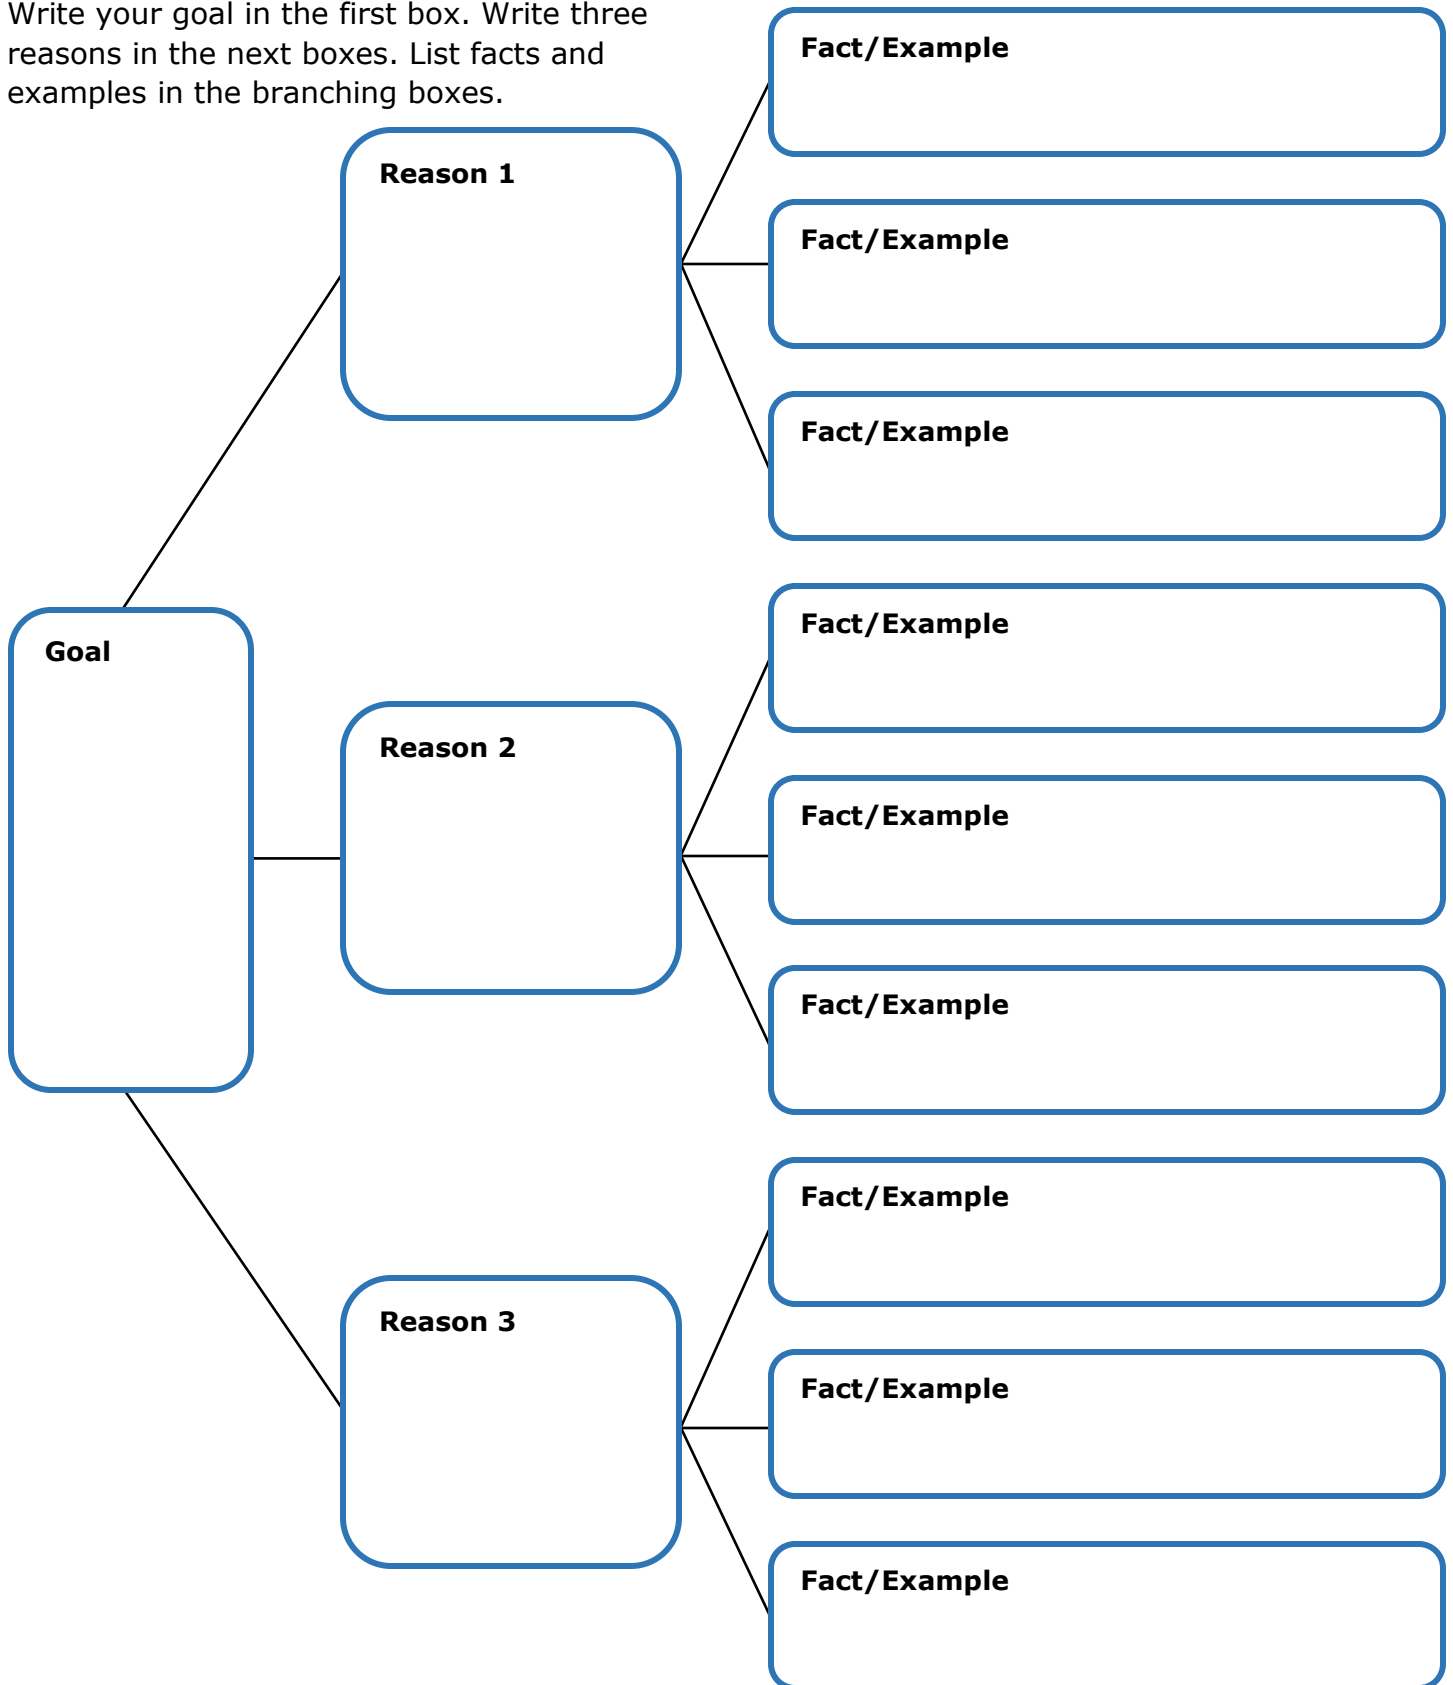 Write your goal in the first box. Write three
reasons in the next boxes. List facts and
examples in the branching boxes.
Goal
Reason 1
Fact/Example
Fact/Example
Fact/Example
Reason 2
Fact/Example
Fact/Example
Fact/Example
Reason 3
Fact/Example
Fact/Example
Fact/Example